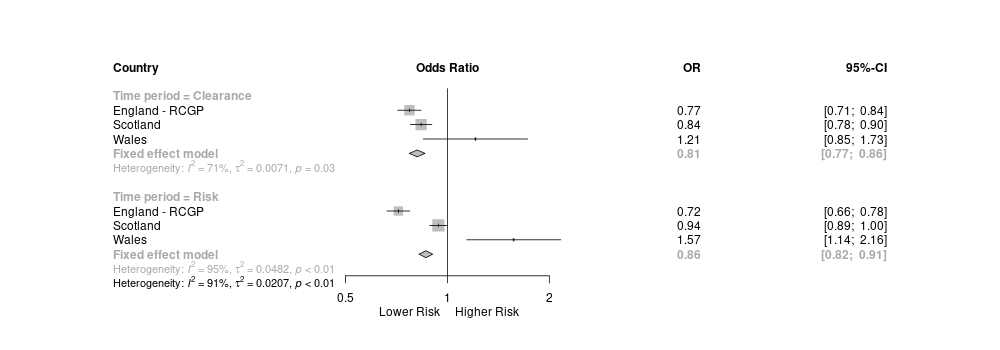 Country Odds Ratio OR 95%-CI
Time period = Clearance
England - RCGP 0.77 [0.71; 0.84]
Scotland 0.84 [0.78; 0.90]
Wales 1.21 [0.85; 1.73]
Fixed effect model 0.81 [0.77; 0.86]
Heterogeneity: I² = 71%, τ² = 0.0071, p = 0.03
Time period = Risk
England - RCGP 0.72 [0.66; 0.78]
Scotland 0.94 [0.89; 1.00]
Wales 1.57 [1.14; 2.16]
Fixed effect model 0.86 [0.82; 0.91]
Heterogeneity: I² = 95%, τ² = 0.0482, p < 0.01
Heterogeneity: I² = 91%, τ² = 0.0207, p < 0.01
0.5 1 2
Lower Risk Higher Risk